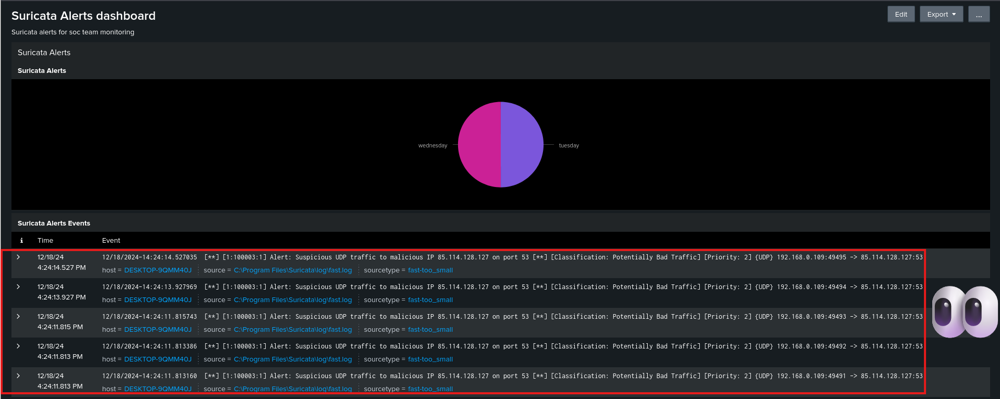 Suricata Alerts dashboard
Edit
Export
...
Suricata alerts for soc team monitoring
Suricata Alerts
Suricata Alerts
wednesday
tuesday
Suricata Alerts Events
i Time Event
12/18/24 12/18/2024-14:24:14.527035 [**] [1:100003:1] Alert: Suspicious UDP traffic to malicious IP 85.114.128.127 on port 53 [**] [Classification: Potentially Bad Traffic] [Priority: 2] {UDP} 192.168.0.109:49495 -> 85.114.128.127:53
4:24:14.527 PM host = DESKTOP-9QMM40J source = C:\Program Files\Suricata\log\fast.log sourcetype = fast-too_small
12/18/24 12/18/2024-14:24:13.927969 [**] [1:100003:1] Alert: Suspicious UDP traffic to malicious IP 85.114.128.127 on port 53 [**] [Classification: Potentially Bad Traffic] [Priority: 2] {UDP} 192.168.0.109:49494 -> 85.114.128.127:53
4:24:13.927 PM host = DESKTOP-9QMM40J source = C:\Program Files\Suricata\log\fast.log sourcetype = fast-too_small
12/18/24 12/18/2024-14:24:11.815743 [**] [1:100003:1] Alert: Suspicious UDP traffic to malicious IP 85.114.128.127 on port 53 [**] [Classification: Potentially Bad Traffic] [Priority: 2] {UDP} 192.168.0.109:49493 -> 85.114.128.127:53
4:24:11.815 PM host = DESKTOP-9QMM40J source = C:\Program Files\Suricata\log\fast.log sourcetype = fast-too_small
12/18/24 12/18/2024-14:24:11.813386 [**] [1:100003:1] Alert: Suspicious UDP traffic to malicious IP 85.114.128.127 on port 53 [**] [Classification: Potentially Bad Traffic] [Priority: 2] {UDP} 192.168.0.109:49492 -> 85.114.128.127:53
4:24:11.813 PM host = DESKTOP-9QMM40J source = C:\Program Files\Suricata\log\fast.log sourcetype = fast-too_small
12/18/24 12/18/2024-14:24:11.813160 [**] [1:100003:1] Alert: Suspicious UDP traffic to malicious IP 85.114.128.127 on port 53 [**] [Classification: Potentially Bad Traffic] [Priority: 2] {UDP} 192.168.0.109:49491 -> 85.114.128.127:53
4:24:11.813 PM host = DESKTOP-9QMM40J source = C:\Program Files\Suricata\log\fast.log sourcetype = fast-too_small